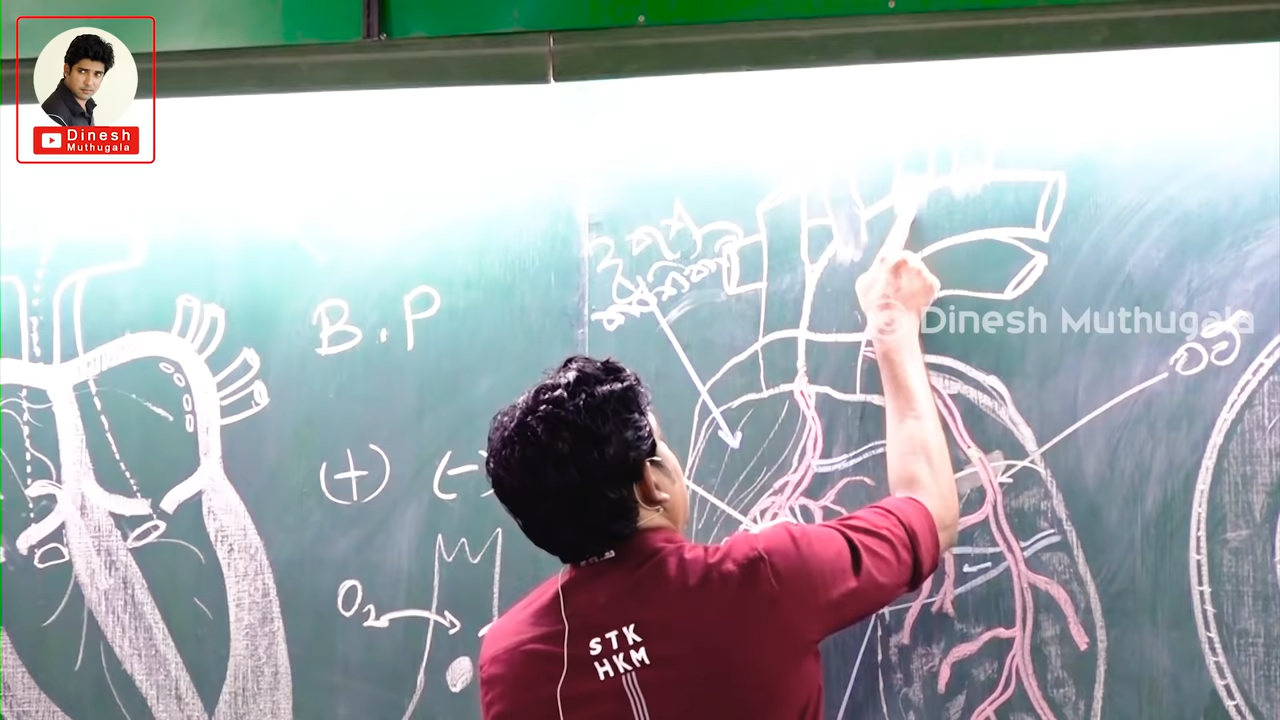 Dinesh
Muthugala
B.P
(+) (-)
O2
Dinesh Muthugala
STK
HKM